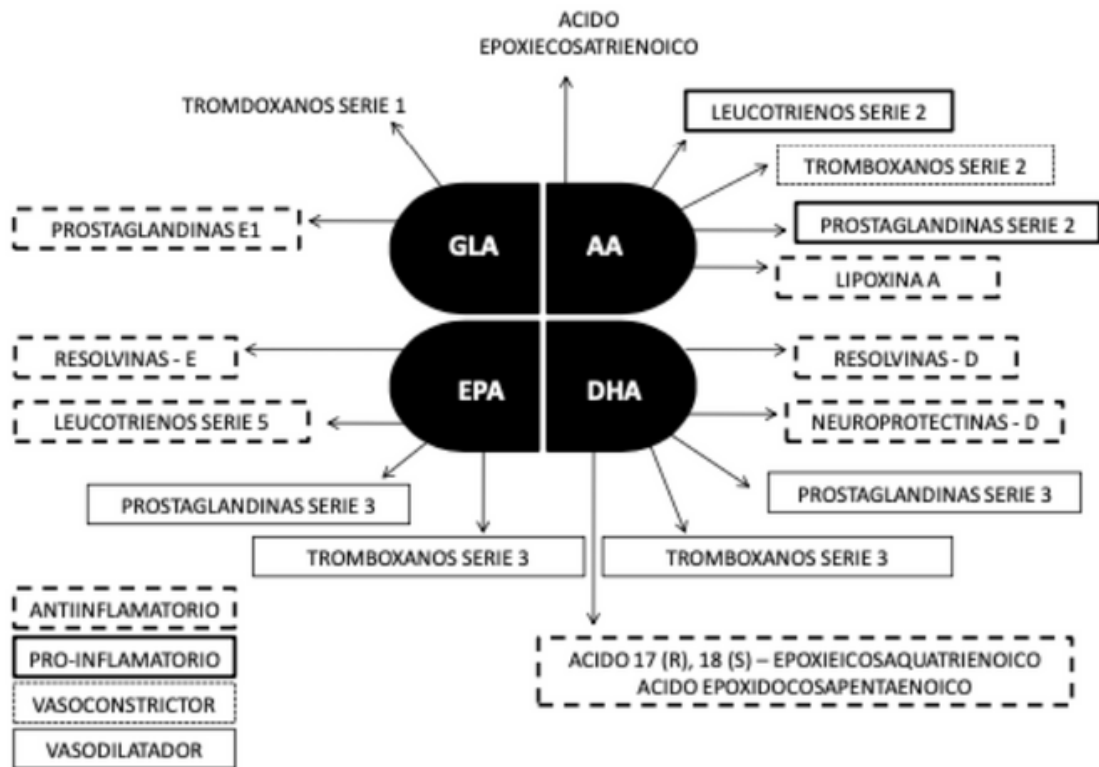 ACIDO
EPOXIECOSATRIENOICO
TROMDOXANOS SERIE 1
LEUCOTRIENOS SERIE 2
TROMBOXANOS SERIE 2
PROSTAGLANDINAS E1
PROSTAGLANDINAS SERIE 2
GLA
AA
LIPOXINA A
RESOLVINAS - E
RESOLVINAS - D
EPA
DHA
LEUCOTRIENOS SERIE 5
NEUROPROTECTINAS - D
PROSTAGLANDINAS SERIE 3
PROSTAGLANDINAS SERIE 3
TROMBOXANOS SERIE 3
TROMBOXANOS SERIE 3
ANTIINFLAMATORIO
PRO-INFLAMATORIO
VASOCONSTRICTOR
VASODILATADOR
ACIDO 17 (R), 18 (S) – EPOXIEICOSAQUATRIENOICO
ACIDO EPOXIDOCOSAPENTAENOICO